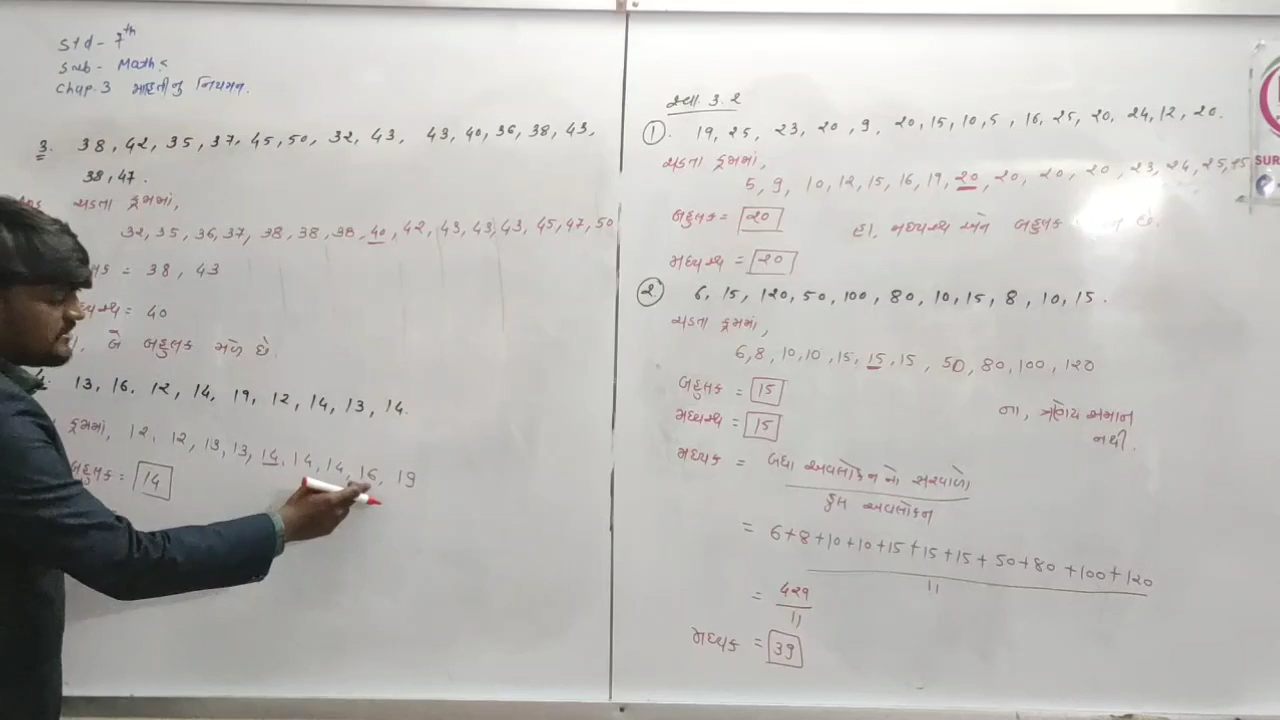 Std - 7th
Sub - Maths
Chap. 3 માહિતીનું નિયમન.
3. 38, 42, 35, 37, 45, 50, 32, 43, 43, 40, 36, 38, 43,
38, 47.
ચડતા ક્રમમાં,
32, 35, 36, 37, 38, 38, 38, 40, 42, 43, 43, 43, 45, 47, 50
= 38, 43
= 40
બે બહુલક મળે છે.
13, 16, 12, 14, 19, 12, 14, 13, 14.
ક્રમમાં, 12, 12, 13, 13, 14, 14, 14, 16, 19
બહુલક = 14
સ્વા. 3.2
1. 19, 25, 23, 20, 9, 20, 15, 10, 5, 16, 25, 20, 24, 12, 20.
ચડતા ક્રમમાં,
5, 9, 10, 12, 15, 16, 19, 20, 20, 20, 20, 23, 24, 25, 25
બહુલક = 20
હા, મધ્યસ્થ અને બહુલક છે.
મધ્યસ્થ = 20
૨ 6, 15, 120, 50, 100, 80, 10, 15, 8, 10, 15.
ચડતા ક્રમમાં,
6, 8, 10, 10, 15, 15, 15, 50, 80, 100, 120
બહુલક = 15
મધ્યસ્થ = 15
ના, ત્રણેય સમાન
નથી.
મધ્યક = બધા અવલોકનનો સરવાળો
કુલ અવલોકન
= 6+8+10+10+15+15+15+50+80+100+120
11
= 429
11
મધ્યક = 39
SUR